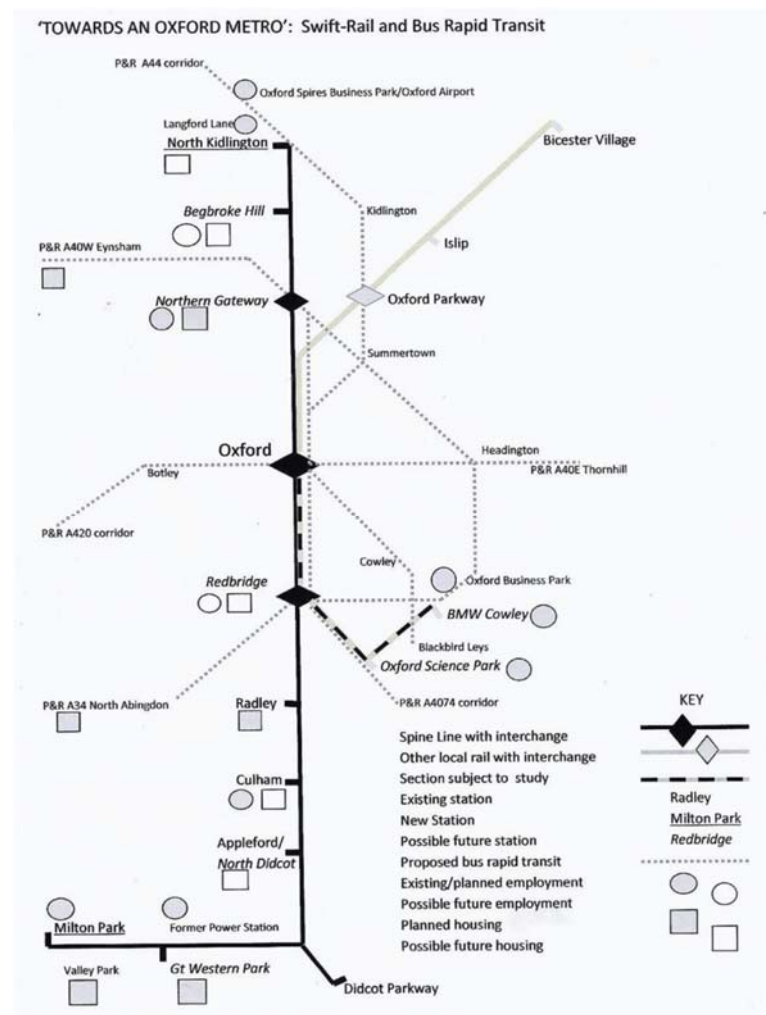 'TOWARDS AN OXFORD METRO': Swift-Rail and Bus Rapid Transit
P&R A44 corridor
Oxford Spires Business Park/Oxford Airport
Langford Lane
North Kidlington
Bicester Village
Begbroke Hill
Kidlington
P&R A40W Eynsham
Islip
Northern Gateway
Oxford Parkway
Summertown
Oxford
Headington
Botley
P&R A40E Thornhill
P&R A420 corridor
Cowley
Redbridge
Oxford Business Park
BMW Cowley
Blackbird Leys
Oxford Science Park
P&R A34 North Abingdon
Radley
P&R A4074 corridor
KEY
Spine Line with interchange
Other local rail with interchange
Section subject to study
Existing station
Radley
New Station
Milton Park
Possible future station
Redbridge
Proposed bus rapid transit
Existing/planned employment
Possible future employment
Planned housing
Possible future housing
Culham
Appleford/
North Didcot
Milton Park
Former Power Station
Valley Park
Gt Western Park
Didcot Parkway